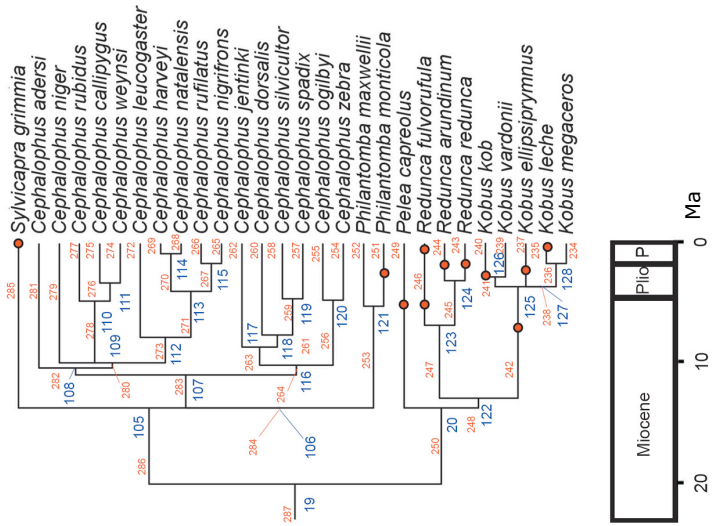 Sylvicapra grimmia
Cephalophus adersi
Cephalophus niger
Cephalophus rubidus
Cephalophus callipygus
Cephalophus weynsi
Cephalophus leucogaster
Cephalophus harveyi
Cephalophus natalensis
Cephalophus rufilatus
Cephalophus nigrifrons
Cephalophus jentinki
Cephalophus dorsalis
Cephalophus silvicultor
Cephalophus spadix
Cephalophus ogilbyi
Cephalophus zebra
Philantomba maxwellii
Philantomba monticola
Pelea capreolus
Redunca fulvorufula
Redunca arundinum
Redunca redunca
Kobus kob
Kobus vardonii
Kobus ellipsiprymnus
Kobus leche
Kobus megaceros
285
281
279
277
275
274
272
269
268
266
265
262
260
258
257
255
254
252
251
249
246
244
243
240
239
237
235
236
234
282
280
278
276
273
271
270
267
263
261
259
256
264
253
247
245
241
242
238
283
284
286
287
250
248
108
109
110
111
112
113
114
115
107
117
118
119
120
116
121
105
106
19
20
122
123
124
126
125
127
128
Ma
0
10
20
P
Plio
Miocene